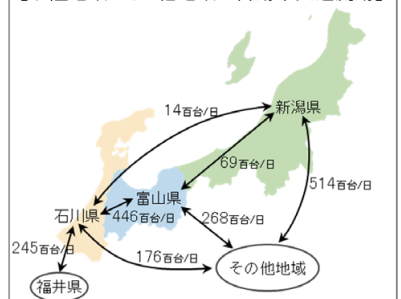 14百台/日
新潟県
69百台/日
富山県
514百台/日
石川県
446百台/日
268百台/日
245百台/日
176百台/日
その他地域
福井県